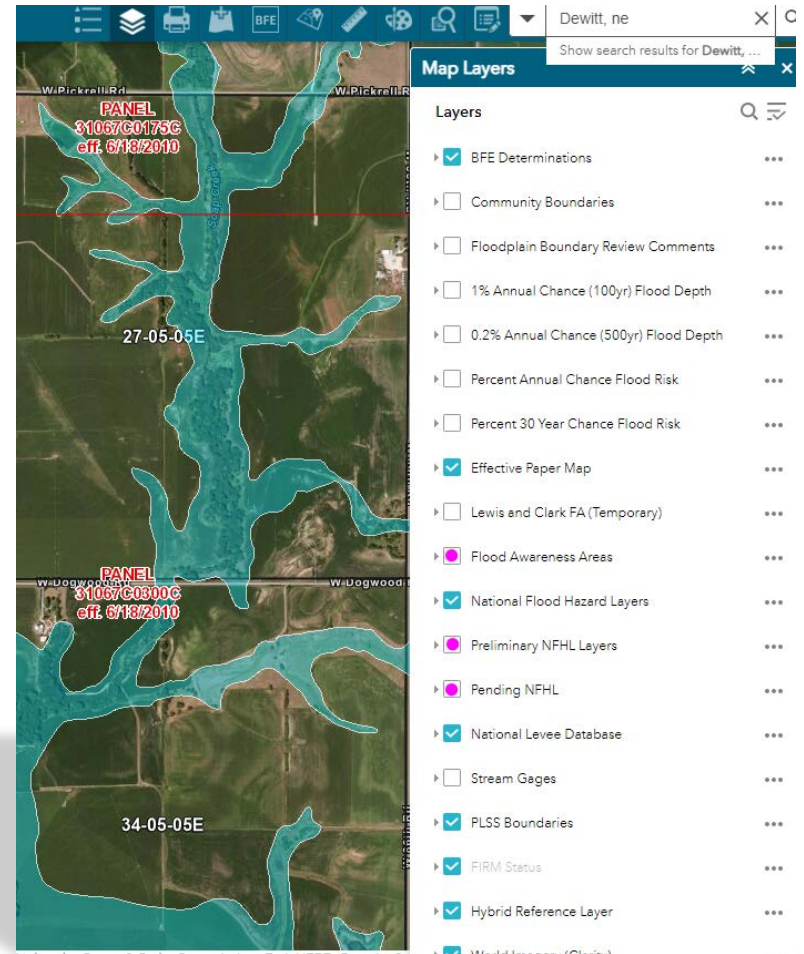 BFE
Dewitt, ne
Show search results for Dewitt, ...
Map Layers
Layers
BFE Determinations
Community Boundaries
Floodplain Boundary Review Comments
1% Annual Chance (100yr) Flood Depth
0.2% Annual Chance (500yr) Flood Depth
Percent Annual Chance Flood Risk
Percent 30 Year Chance Flood Risk
Effective Paper Map
Lewis and Clark FA (Temporary)
Flood Awareness Areas
National Flood Hazard Layers
Preliminary NFHL Layers
Pending NFHL
National Levee Database
Stream Gages
PLSS Boundaries
FIRM Status
Hybrid Reference Layer
World Imagery (Clarity)
W Pickrell Rd
W Pickrell R
PANEL
31067C0175C
eff. 6/18/2010
Soap Creek
27-05-05E
W Dogwood Rd
W Dogwood
PANEL
31067C0300C
eff. 6/18/2010
34-05-05E